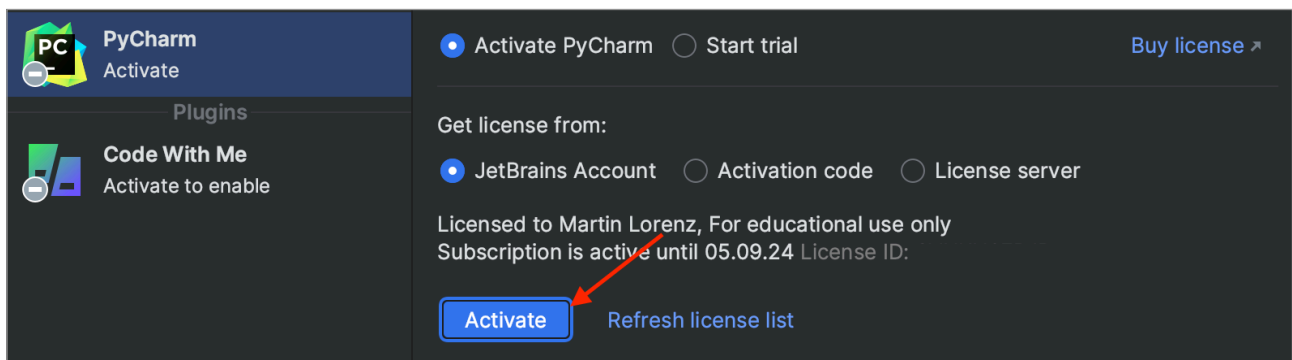 PC
PyCharm
Activate
Plugins
Code With Me
Activate to enable
Activate PyCharm Start trial Buy license
Get license from:
JetBrains Account Activation code License server
Licensed to Martin Lorenz, For educational use only
Subscription is active until 05.09.24 License ID:
Activate Refresh license list